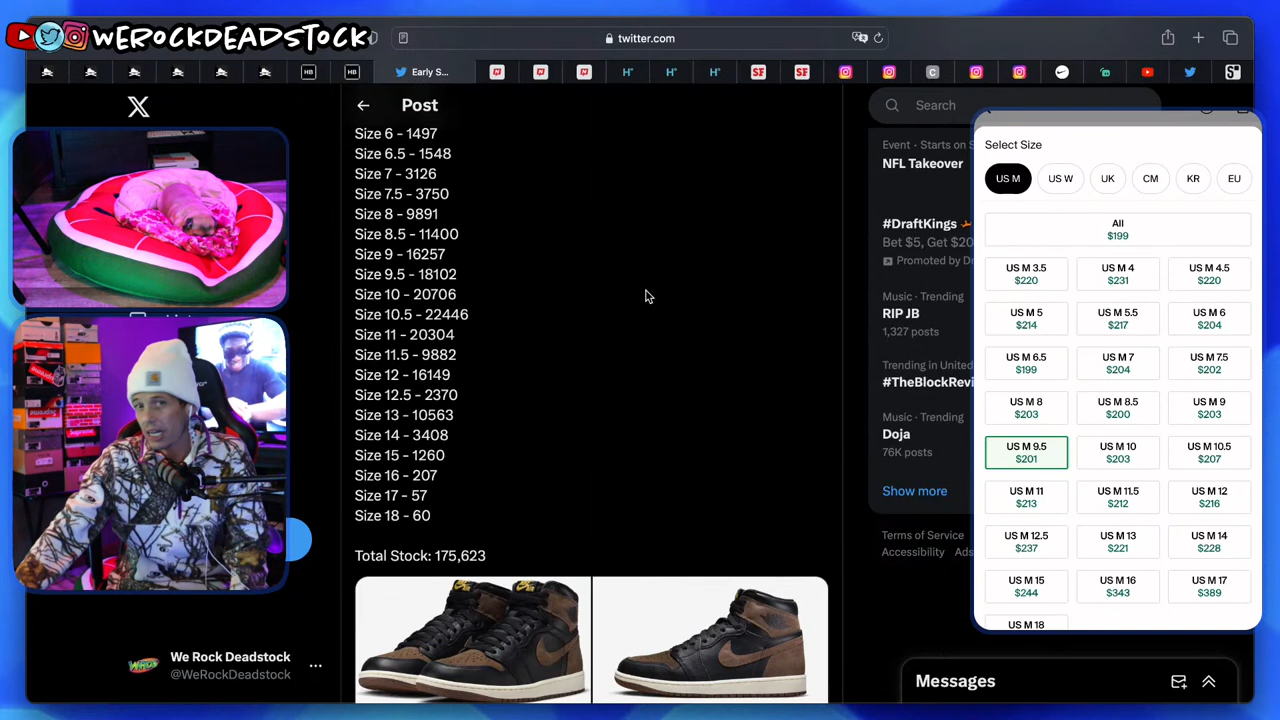 WEROCKDEADSTOCK
twitter.com
HB
HB
Early S...
H°
H°
H°
SF
SF
C
X
Post
Search
Size 6 - 1497
Size 6.5 - 1548
Size 7 - 3126
Size 7.5 - 3750
Size 8 - 9891
Size 8.5 - 11400
Size 9 - 16257
Size 9.5 - 18102
Size 10 - 20706
Size 10.5 - 22446
Size 11 - 20304
Size 11.5 - 9882
Size 12 - 16149
Size 12.5 - 2370
Size 13 - 10563
Size 14 - 3408
Size 15 - 1260
Size 16 - 207
Size 17 - 57
Size 18 - 60
Total Stock: 175,623
We Rock Deadstock
@WeRockDeadstock
Event · Starts on S
NFL Takeover
#DraftKings
Bet $5, Get $20
Promoted by D
Music · Trending
RIP JB
1,327 posts
Trending in United
#TheBlockRevi
Music · Trending
Doja
76K posts
Show more
Terms of Service
Accessibility Ads
Messages
Select Size
US M US W UK CM KR EU
All
$199
US M 3.5 US M 4 US M 4.5
$220 $231 $220
US M 5 US M 5.5 US M 6
$214 $217 $204
US M 6.5 US M 7 US M 7.5
$199 $204 $202
US M 8 US M 8.5 US M 9
$203 $200 $203
US M 9.5 US M 10 US M 10.5
$201 $203 $207
US M 11 US M 11.5 US M 12
$213 $212 $216
US M 12.5 US M 13 US M 14
$237 $221 $228
US M 15 US M 16 US M 17
$244 $343 $389
US M 18
Supreme
Supreme